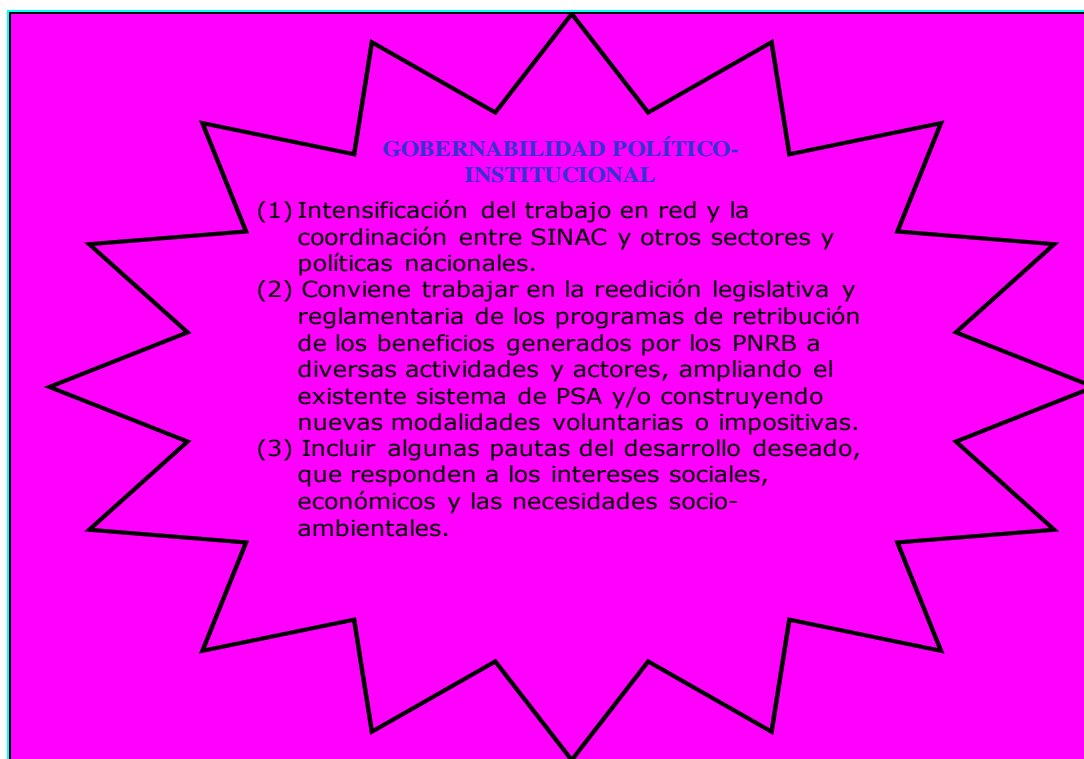 GOBERNABILIDAD POLÍTICO-
INSTITUCIONAL
(1) Intensificación del trabajo en red y la
coordinación entre SINAC y otros sectores y
políticas nacionales.
(2) Conviene trabajar en la reedición legislativa y
reglamentaria de los programas de retribución
de los beneficios generados por los PNRB a
diversas actividades y actores, ampliando el
existente sistema de PSA y/o construyendo
nuevas modalidades voluntarias o impositivas.
(3) Incluir algunas pautas del desarrollo deseado,
que responden a los intereses sociales,
económicos y las necesidades socio-
ambientales.